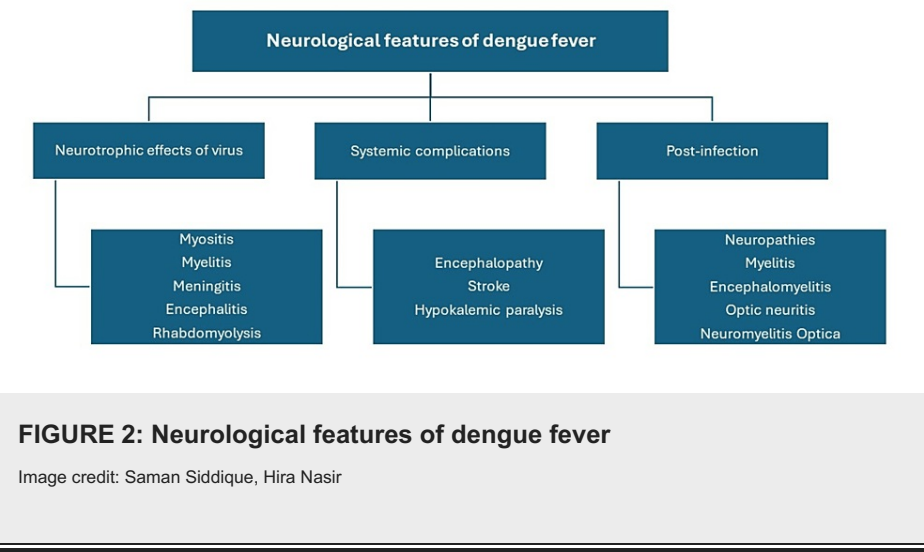 Neurological features of dengue fever
Neurotrophic effects of virus
Systemic complications
Post-infection
Myositis
Myelitis
Meningitis
Encephalitis
Rhabdomyolysis
Encephalopathy
Stroke
Hypokalemic paralysis
Neuropathies
Myelitis
Encephalomyelitis
Optic neuritis
Neuromyelitis Optica
FIGURE 2: Neurological features of dengue fever
Image credit: Saman Siddique, Hira Nasir